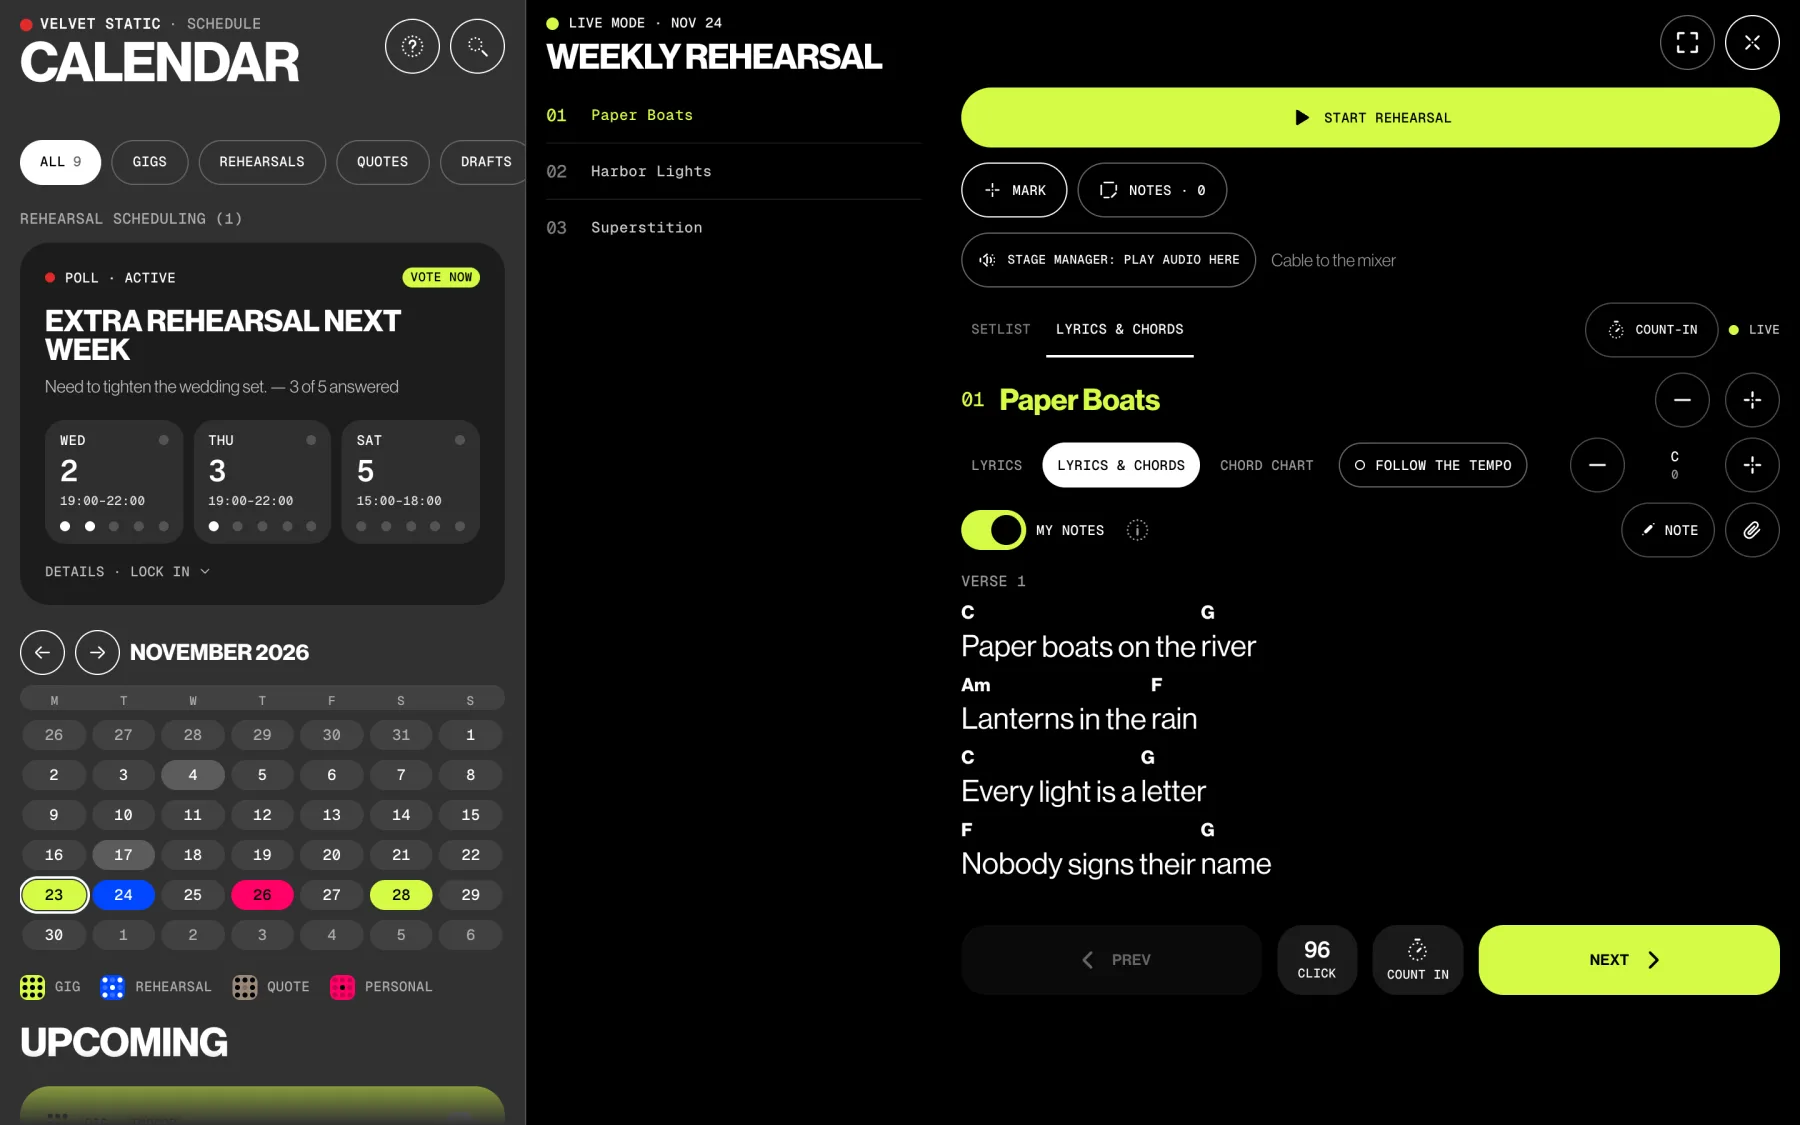 VELVET STATIC · SCHEDULE
CALENDAR
ALL 9
GIGS
REHEARSALS
QUOTES
DRAFTS
REHEARSAL SCHEDULING (1)
POLL · ACTIVE
VOTE NOW
EXTRA REHEARSAL NEXT
WEEK
Need to tighten the wedding set. — 3 of 5 answered
WED
2
19:00–22:00
THU
3
19:00–22:00
SAT
5
15:00–18:00
DETAILS · LOCK IN
NOVEMBER 2026
M T W T F S S
26 27 28 29 30 31 1
2 3 4 5 6 7 8
9 10 11 12 13 14 15
16 17 18 19 20 21 22
23 24 25 26 27 28 29
30 1 2 3 4 5 6
GIG
REHEARSAL
QUOTE
PERSONAL
UPCOMING
LIVE MODE · NOV 24
WEEKLY REHEARSAL
01 Paper Boats
02 Harbor Lights
03 Superstition
START REHEARSAL
MARK
NOTES · 0
STAGE MANAGER: PLAY AUDIO HERE
Cable to the mixer
SETLIST
LYRICS & CHORDS
COUNT-IN
LIVE
01 Paper Boats
LYRICS
LYRICS & CHORDS
CHORD CHART
FOLLOW THE TEMPO
C
0
MY NOTES
NOTE
VERSE 1
C G
Paper boats on the river
Am F
Lanterns in the rain
C G
Every light is a letter
F G
Nobody signs their name
PREV
96
CLICK
COUNT IN
NEXT